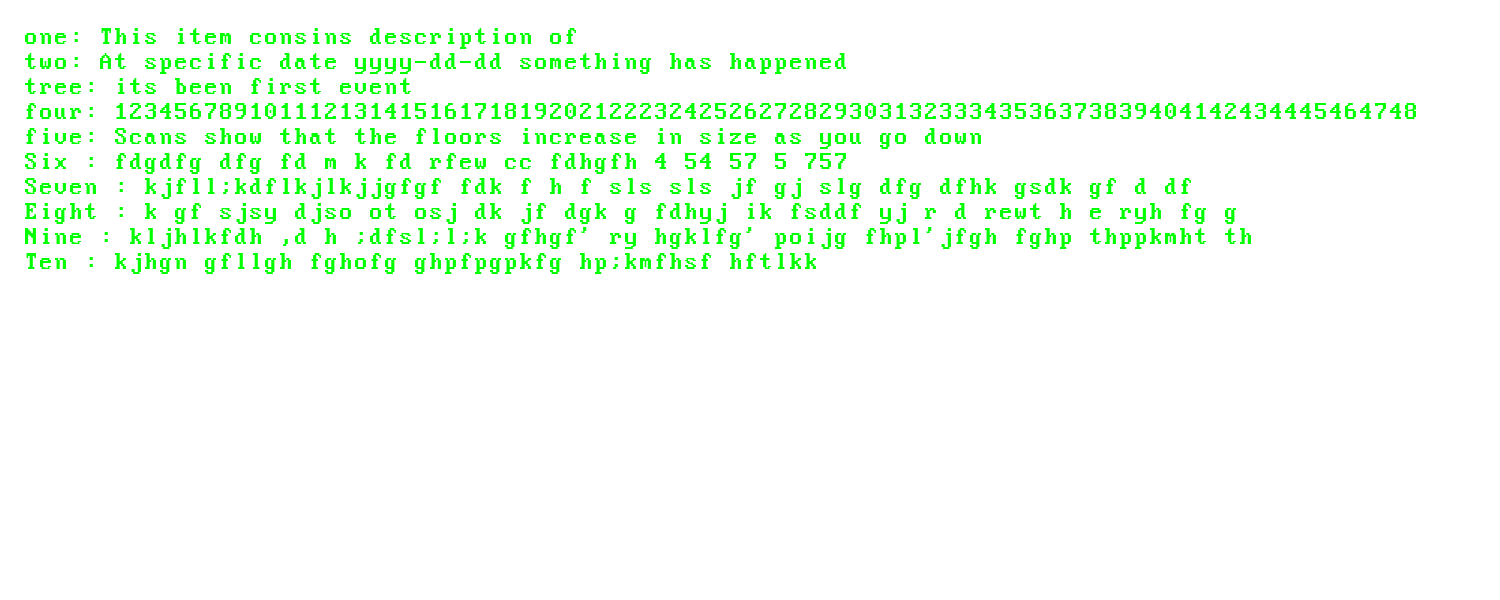 one: This item consins description of
two: At specific date yyyy-dd-dd something has happened
tree: its been first event
four: 123456789101112131415161718192021222324252627282930313233343536373839404142434445464748
five: Scans show that the floors increase in size as you go down
Six : fdgdfg dfg fd m k fd rfew cc fdhgfh 4 54 57 5 757
Seven : kjfll;kdflkjlkjjgfgf fdk f h f sls sls jf gj slg dfg dfhk gsdk gf d df
Eight : k gf sjsy djso ot osj dk jf dgk g fdhyj ik fsddf yj r d rewt h e ryh fg g
Nine : kljhlkfdh ,d h ;dfsl;l;k gfhgf' ry hgklfg' poijg fhpl'jfgh fghp thppkmht th
Ten : kjhgn gfllgh fghofg ghpfpgpkfg hp;kmfhsf hftlkk